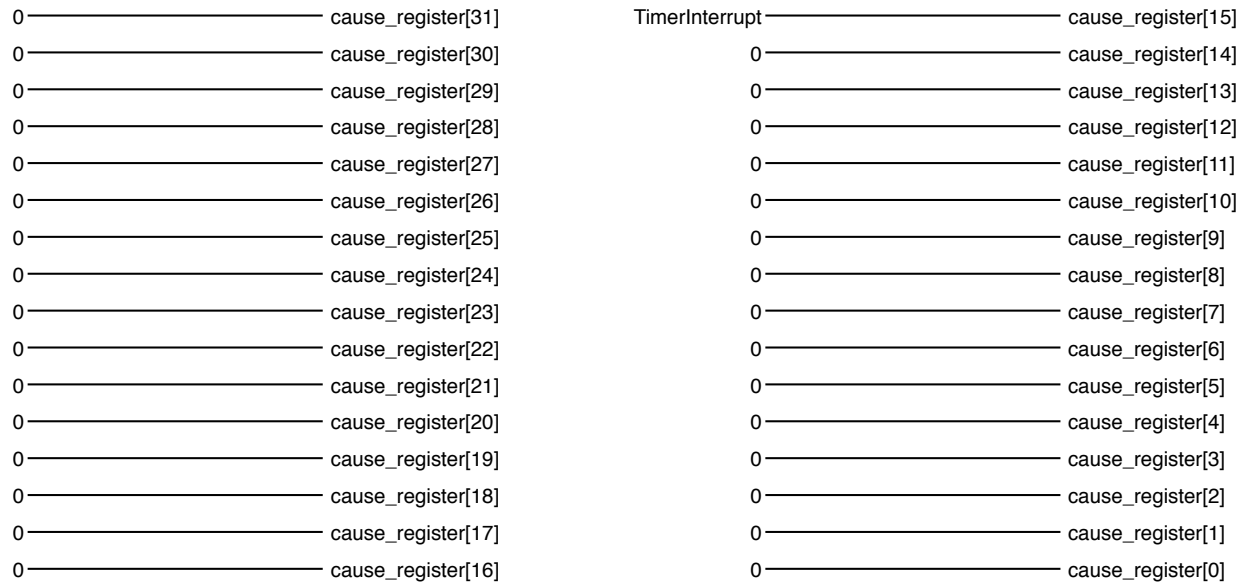 0 cause_register[31]
0 cause_register[30]
0 cause_register[29]
0 cause_register[28]
0 cause_register[27]
0 cause_register[26]
0 cause_register[25]
0 cause_register[24]
0 cause_register[23]
0 cause_register[22]
0 cause_register[21]
0 cause_register[20]
0 cause_register[19]
0 cause_register[18]
0 cause_register[17]
0 cause_register[16]
TimerInterrupt cause_register[15]
0 cause_register[14]
0 cause_register[13]
0 cause_register[12]
0 cause_register[11]
0 cause_register[10]
0 cause_register[9]
0 cause_register[8]
0 cause_register[7]
0 cause_register[6]
0 cause_register[5]
0 cause_register[4]
0 cause_register[3]
0 cause_register[2]
0 cause_register[1]
0 cause_register[0]